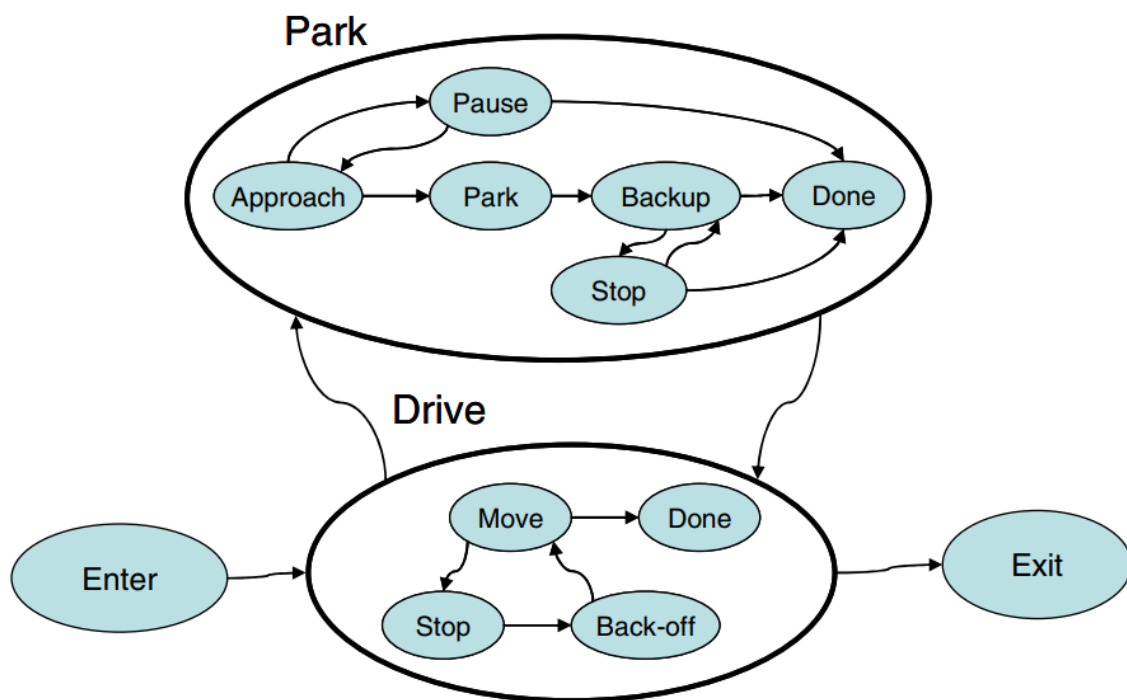 Park
Pause
Approach
Park
Backup
Done
Stop
Drive
Move
Done
Enter
Exit
Stop
Back-off